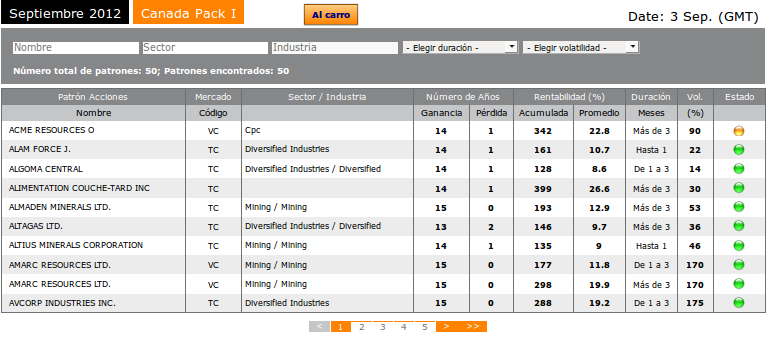 Septiembre 2012 Canada Pack I Al carro Date: 3 Sep. (GMT)
Nombre Sector Industria - Elegir duración - - Elegir volatilidad -
Número total de patrones: 50; Patrones encontrados: 50
Patrón Acciones Mercado Sector / Industria Número de Años Rentabilidad (%) Duración Vol. Estado
Nombre Código Ganancia Pérdida Acumulada Promedio Meses (%)
ACME RESOURCES O VC Cpc 14 1 342 22.8 Más de 3 90
ALAM FORCE J. TC Diversified Industries 14 1 161 10.7 Hasta 1 22
ALGOMA CENTRAL TC Diversified Industries / Diversified 14 1 128 8.6 De 1 a 3 14
ALIMENTATION COUCHE-TARD INC TC 14 1 399 26.6 Más de 3 30
ALMADEN MINERALS LTD. TC Mining / Mining 15 0 193 12.9 Más de 3 53
ALTAGAS LTD. TC Diversified Industries / Diversified 13 2 146 9.7 Más de 3 36
ALTIUS MINERALS CORPORATION TC Mining / Mining 14 1 135 9 Hasta 1 46
AMARC RESOURCES LTD. VC Mining / Mining 15 0 177 11.8 De 1 a 3 170
AMARC RESOURCES LTD. VC Mining / Mining 15 0 298 19.9 Más de 3 170
AVCORP INDUSTRIES INC. TC Diversified Industries 15 0 288 19.2 De 1 a 3 175
< 1 2 3 4 5 > >>